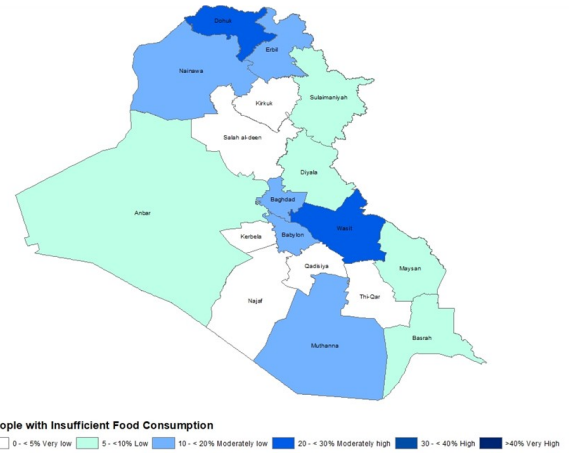 Dohuk
Erbil
Nainawa
Sulaimaniyah
Kirkuk
Salah al-deen
Diyala
Baghdad
Anbar
Wasit
Kerbela
Babylon
Qadisiya
Maysan
Najaf
Thi-Qar
Basrah
Muthanna
ople with Insufficient Food Consumption
0 - < 5% Very low 5 - <10% Low 10 - < 20% Moderately low 20 - < 30% Moderately high 30 - < 40% High >40% Very High